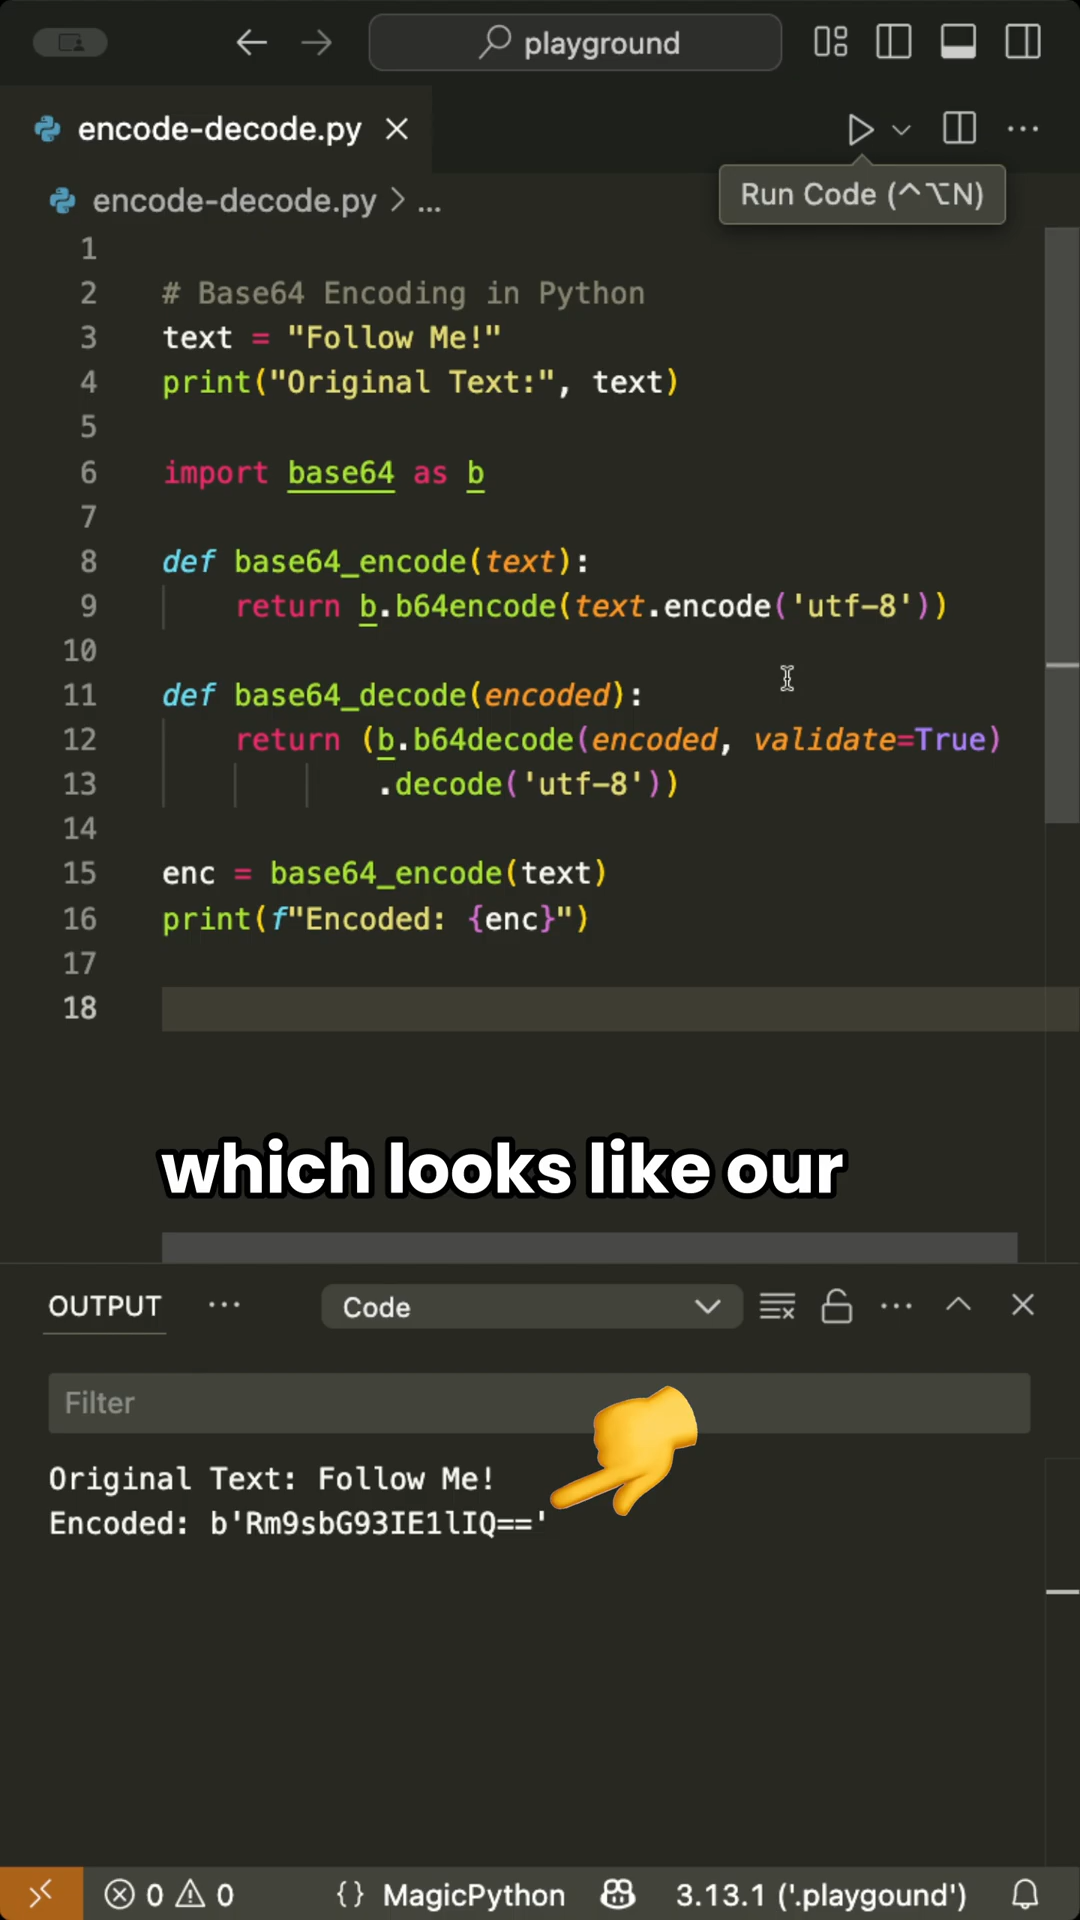 playground
encode-decode.py
Run Code (^⌥N)
encode-decode.py > ...
1
2 # Base64 Encoding in Python
3 text = "Follow Me!"
4 print("Original Text:", text)
5
6 import base64 as b
7
8 def base64_encode(text):
9     return b.b64encode(text.encode('utf-8'))
10
11 def base64_decode(encoded):
12     return (b.b64decode(encoded, validate=True)
13             .decode('utf-8'))
14
15 enc = base64_encode(text)
16 print(f"Encoded: {enc}")
17
18
which looks like our
OUTPUT ... Code
Filter
Original Text: Follow Me!
Encoded: b'Rm9sbG93IE1lIQ=='
0 0 {} MagicPython 3.13.1 ('.playgound')